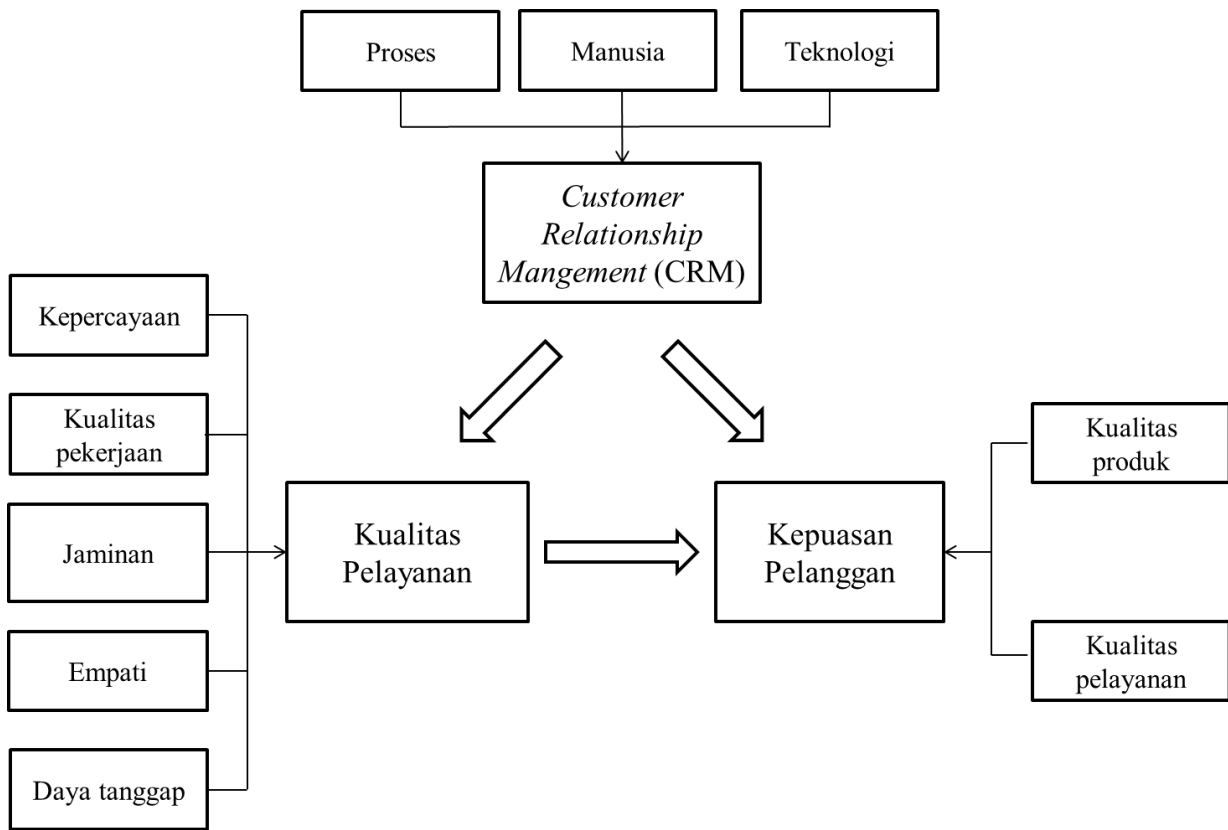 Proses
Manusia
Teknologi
Customer
Relationship
Mangement (CRM)
Kepercayaan
Kualitas
pekerjaan
Jaminan
Empati
Daya tanggap
Kualitas
Pelayanan
Kepuasan
Pelanggan
Kualitas
produk
Kualitas
pelayanan